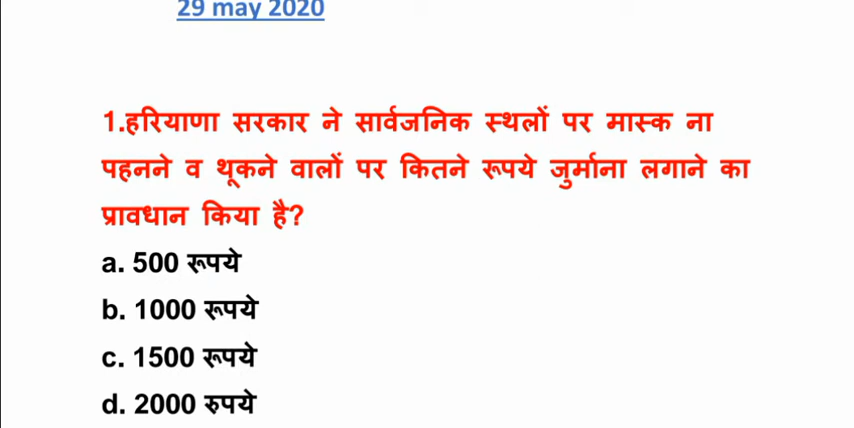 29 may 2020
1.हरियाणा सरकार ने सार्वजनिक स्थलों पर मास्क ना
पहनने व थूकने वालों पर कितने रूपये जुर्माना लगाने का
प्रावधान किया है?
a. 500 रूपये
b. 1000 रूपये
c. 1500 रूपये
d. 2000 रुपये